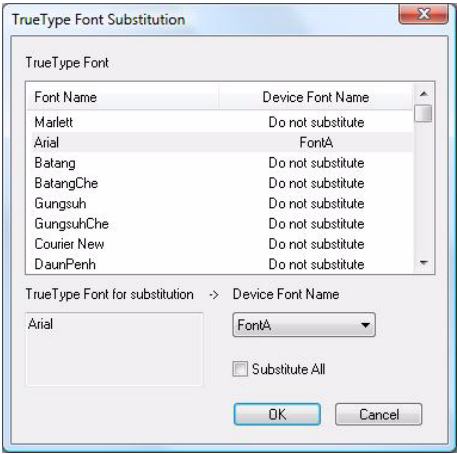 TrueType Font Substitution
TrueType Font
Font Name Device Font Name
Marlett Do not substitute
Arial FontA
Batang Do not substitute
BatangChe Do not substitute
Gungsuh Do not substitute
GungsuhChe Do not substitute
Courier New Do not substitute
DaunPenh Do not substitute
TrueType Font for substitution -> Device Font Name
Arial FontA
Substitute All
OK Cancel